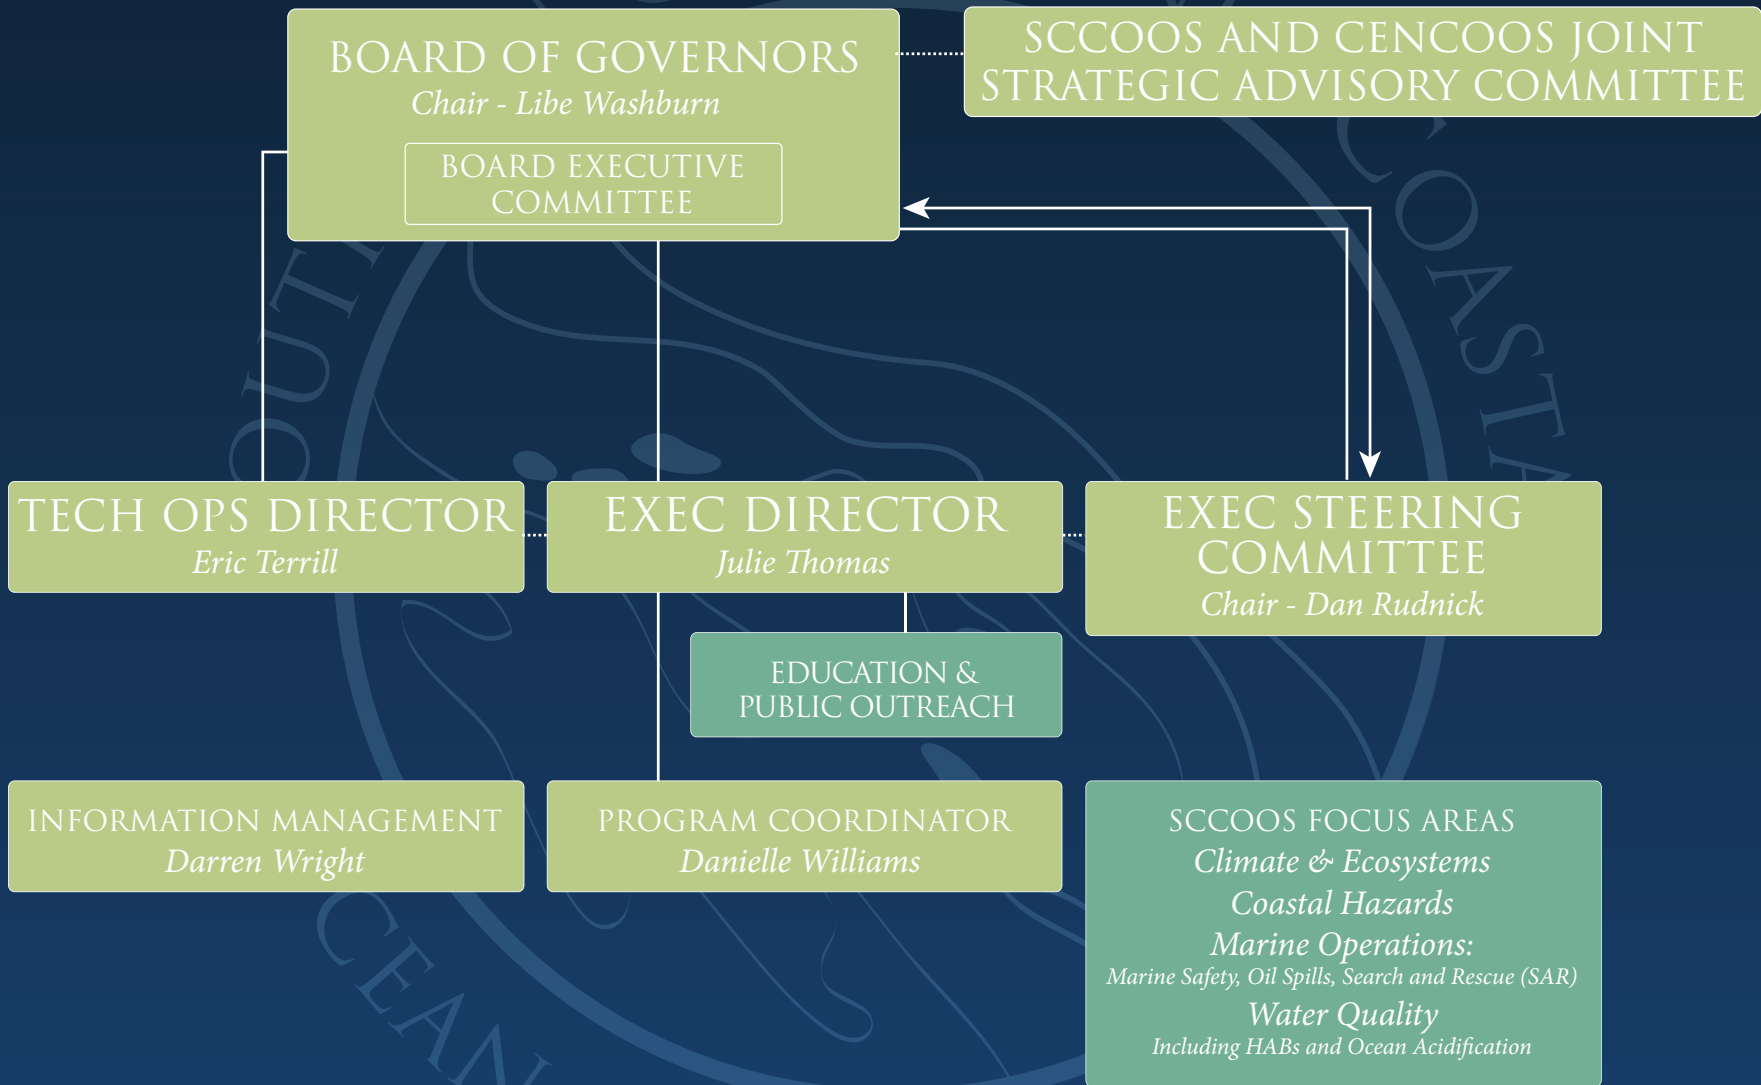 BOARD OF GOVERNORS
Chair - Libe Washburn
BOARD EXECUTIVE
COMMITTEE
SCCOOS AND CENCOOS JOINT
STRATEGIC ADVISORY COMMITTEE
TECH OPS DIRECTOR
Eric Terrill
EXEC DIRECTOR
Julie Thomas
EXEC STEERING
COMMITTEE
Chair - Dan Rudnick
EDUCATION &
PUBLIC OUTREACH
INFORMATION MANAGEMENT
Darren Wright
PROGRAM COORDINATOR
Danielle Williams
SCCOOS FOCUS AREAS
Climate & Ecosystems
Coastal Hazards
Marine Operations:
Marine Safety, Oil Spills, Search and Rescue (SAR)
Water Quality
Including HABs and Ocean Acidification
OUT
COASTA
CEAN